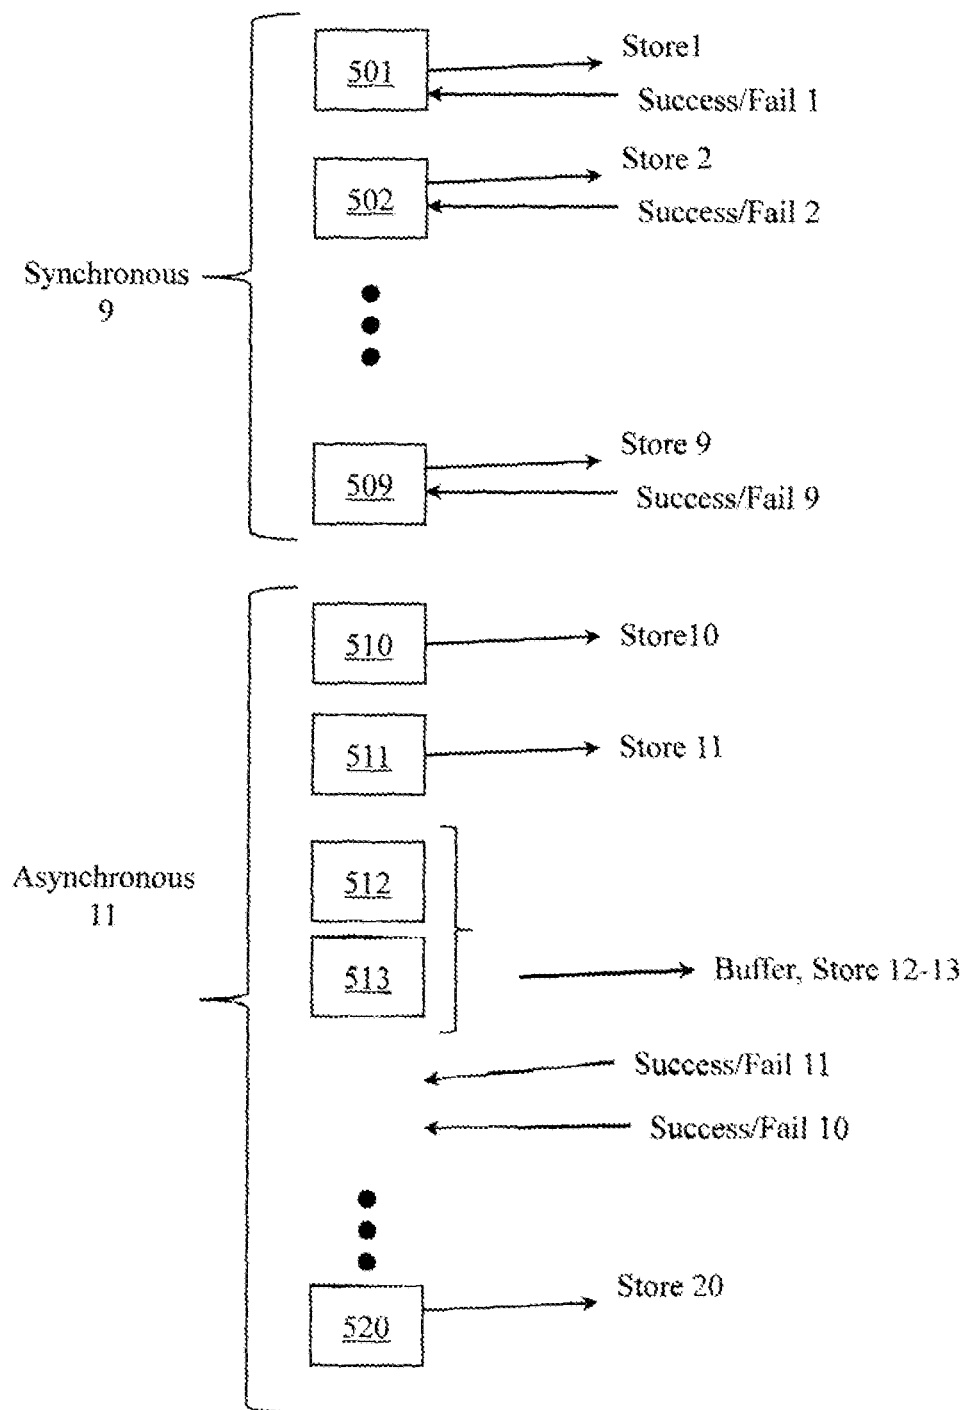 501
Store1
Success/Fail 1
502
Store 2
Success/Fail 2
Synchronous
9
509
Store 9
Success/Fail 9
510
Store10
511
Store 11
Asynchronous
11
512
513
Buffer, Store 12-13
Success/Fail 11
Success/Fail 10
520
Store 20